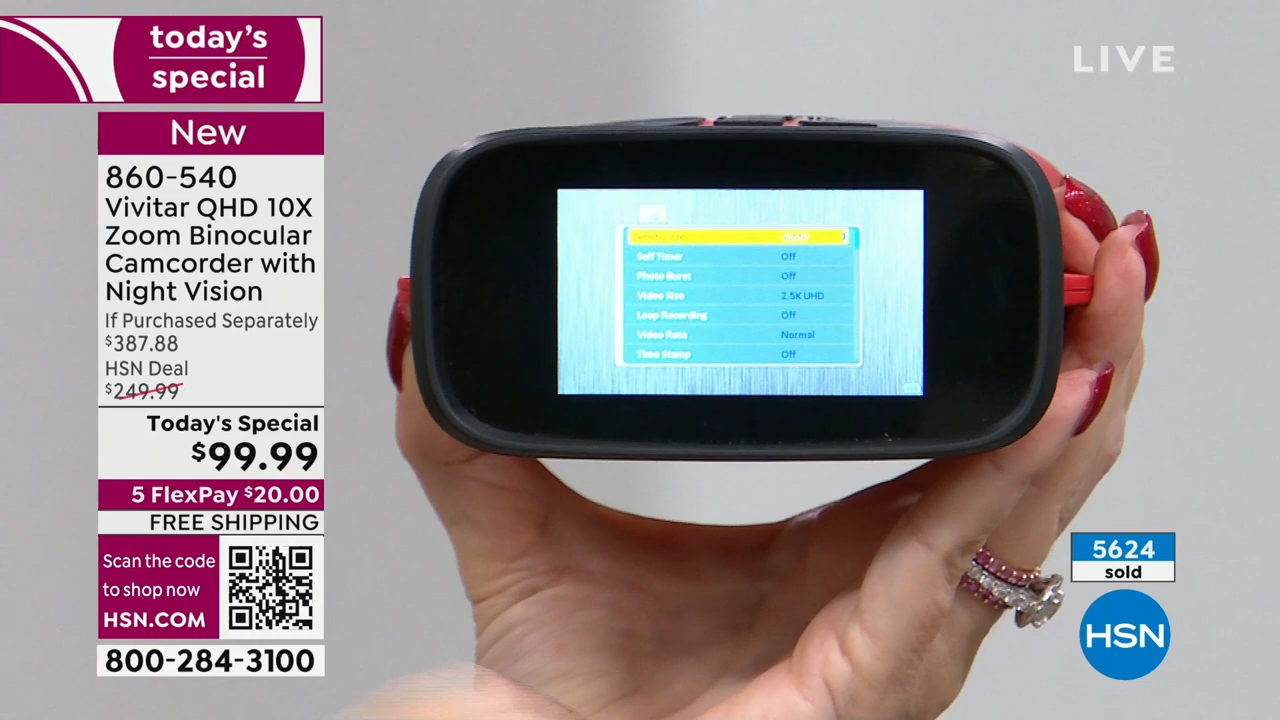 today's
special
LIVE
New
860-540
Vivitar QHD 10X
Zoom Binocular
Camcorder with
Night Vision
If Purchased Separately
$387.88
HSN Deal
$249.99
Today's Special
$99.99
5 FlexPay $20.00
FREE SHIPPING
Scan the code
to shop now
HSN.COM
800-284-3100
Self Timer Off
Photo Burst Off
Video Size 2.5K UHD
Loop Recording Off
Video Rate Normal
Time Stamp Off
5624
sold
HSN